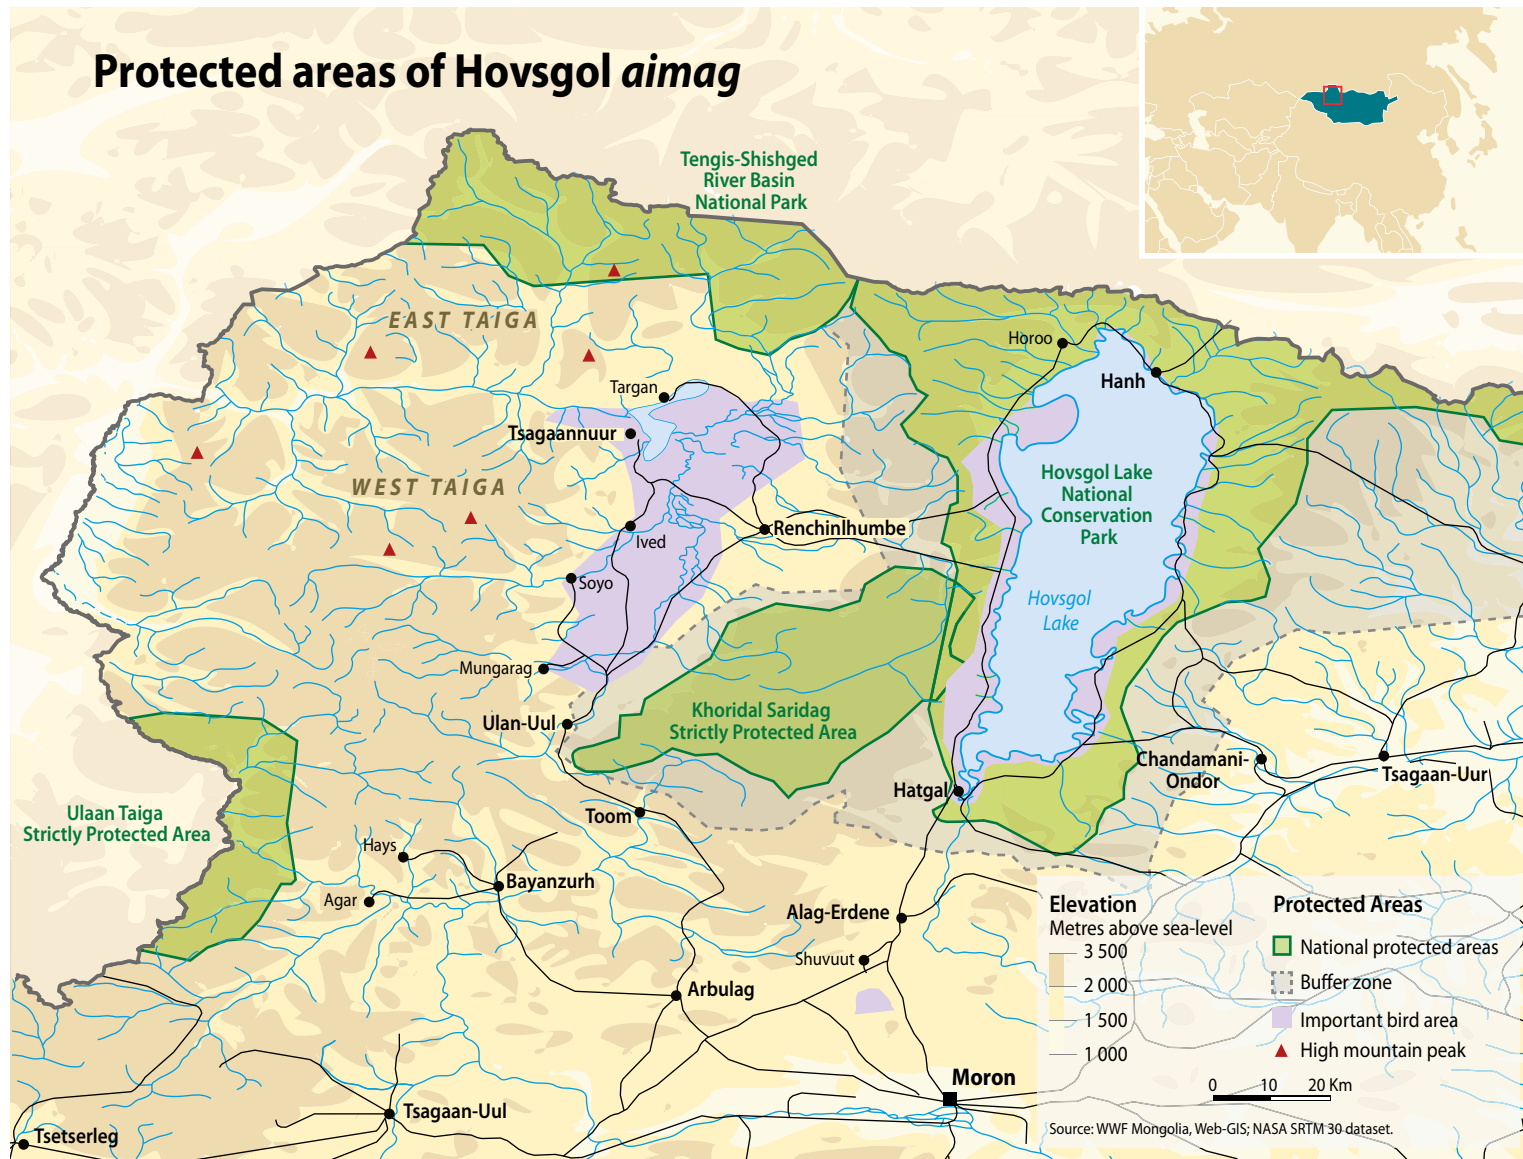 Protected areas of Hovsgol aimag
Tengis-Shishged
River Basin
National Park
EAST TAIGA
Horoo
Hanh
Targan
Tsagaannuur
WEST TAIGA
Hovsgol Lake
National
Conservation
Park
Renchinlhumbe
Ived
Soyo
Hovsgol
Lake
Mungarag
Ulan-Uul
Khoridal Saridag
Strictly Protected Area
Chandamani-
Ondor
Tsagaan-Uur
Hatgal
Ulaan Taiga
Strictly Protected Area
Toom
Hays
Bayanzurh
Agar
Alag-Erdene
Shuvuut
Arbulag
Moron
Tsagaan-Uul
Tsetserleg
Elevation
Metres above sea-level
3 500
2 000
1 500
1 000
Protected Areas
National protected areas
Buffer zone
Important bird area
High mountain peak
0 10 20 Km
Source: WWF Mongolia, Web-GIS; NASA SRTM 30 dataset.